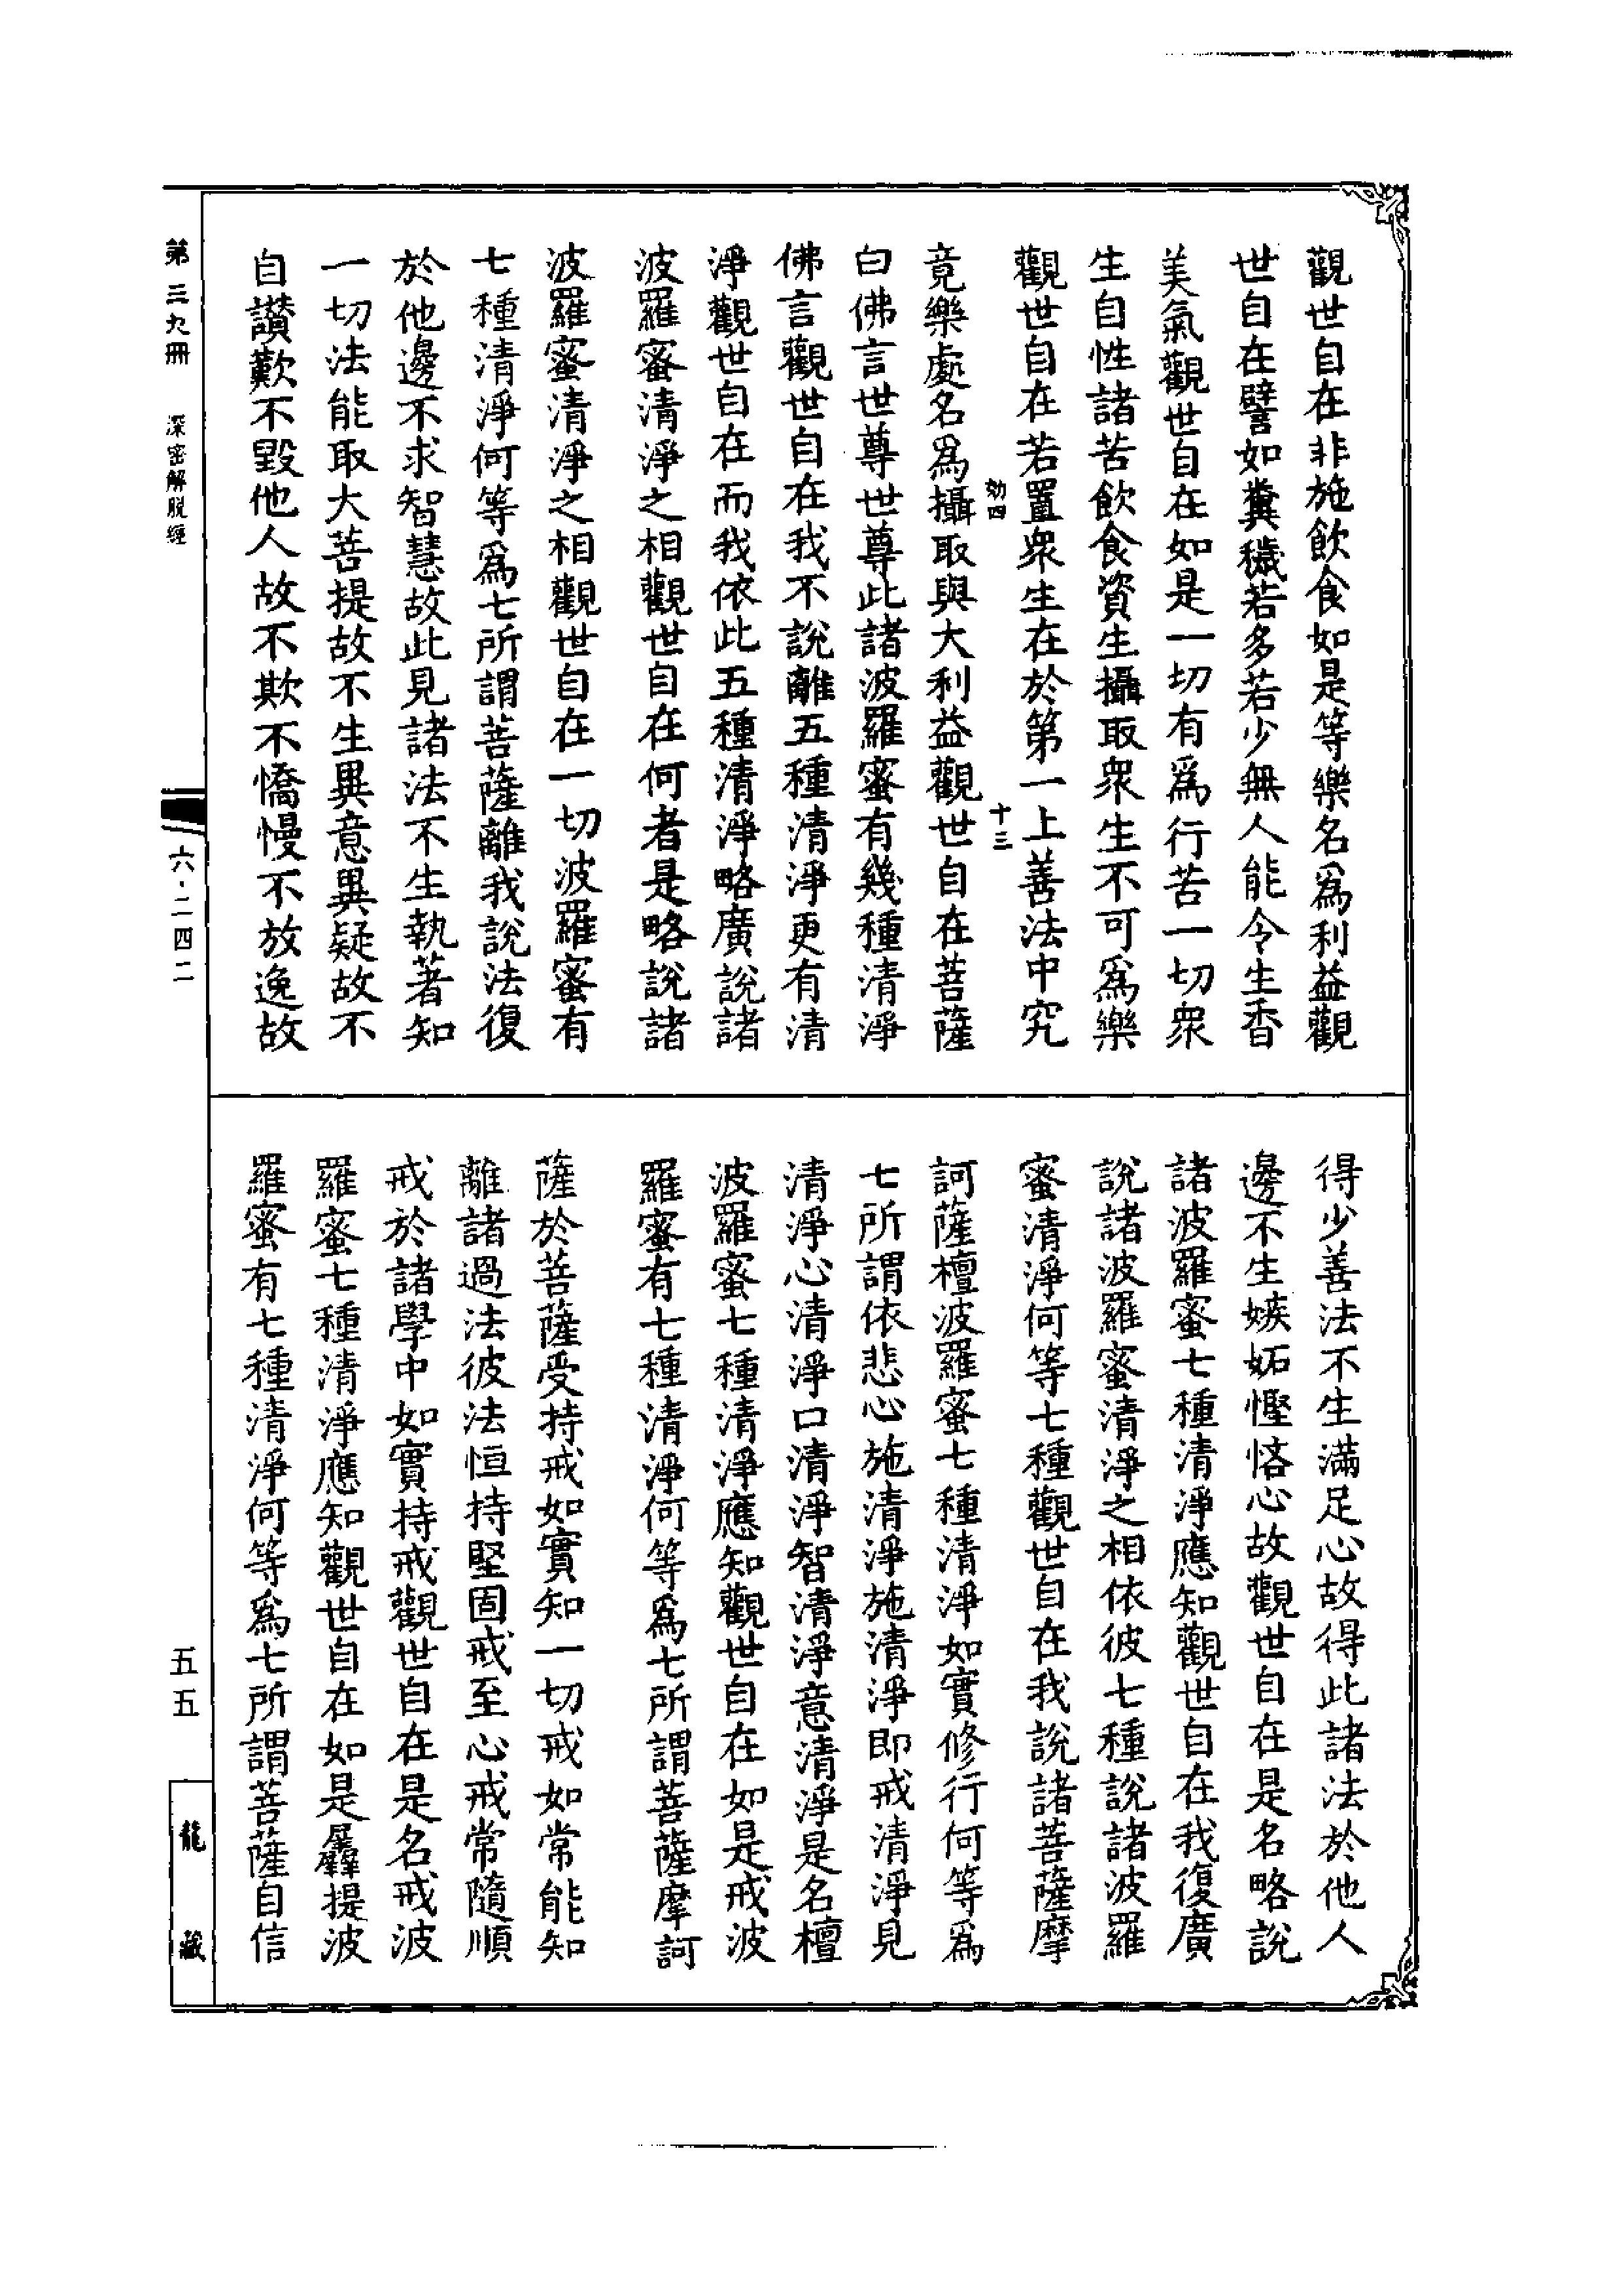 觀世自在非施飲食如是等樂名爲利益觀
世自在譬如糞穢若多若少無人能令生香
美氣觀世自在如是一切有爲行苦一切衆
生自性諸苦飲食資生攝取衆生不可爲樂
觀世自在若置衆生在於第一上善法中究
効四
十三
竟樂處名爲攝取與大利益觀世自在菩薩
白佛言世尊世尊此諸波羅蜜有幾種清淨
佛言觀世自在我不說離五種清淨更有清
淨觀世自在而我依此五種清淨略廣說諸
波羅蜜清淨之相觀世自在何者是略說諸
波羅蜜清淨之相觀世自在一切波羅蜜有
七種清淨何等爲七所謂菩薩離我說法復
於他邊不求智慧故此見諸法不生執著知
一切法能取大菩提故不生異意異疑故不
自讚歎不毀他人故不欺不憍慢不放逸故
得少善法不生滿足心故得此諸法於他人
邊不生嫉妬慳悋心故觀世自在是名略說
諸波羅蜜七種清淨應知觀世自在我復廣
說諸波羅蜜清淨之相依彼七種說諸波羅
蜜清淨何等七種觀世自在我說諸菩薩摩
訶薩檀波羅蜜七種清淨如實修行何等爲
七所謂依悲心施清淨施清淨即戒清淨見
清淨心清淨口清淨智清淨意清淨是名檀
波羅蜜七種清淨應知觀世自在如是戒波
羅蜜有七種清淨何等爲七所謂菩薩摩訶
薩於菩薩受持戒如實知一切戒如常能知
離諸過法彼法恒持堅固戒至心戒常隨順
戒於諸學中如實持戒觀世自在是名戒波
羅蜜七種清淨應知觀世自在如是羼提波
羅蜜有七種清淨何等爲七所謂菩薩自信
第三九冊 深密解脫經
六·二四二
五五
龍藏